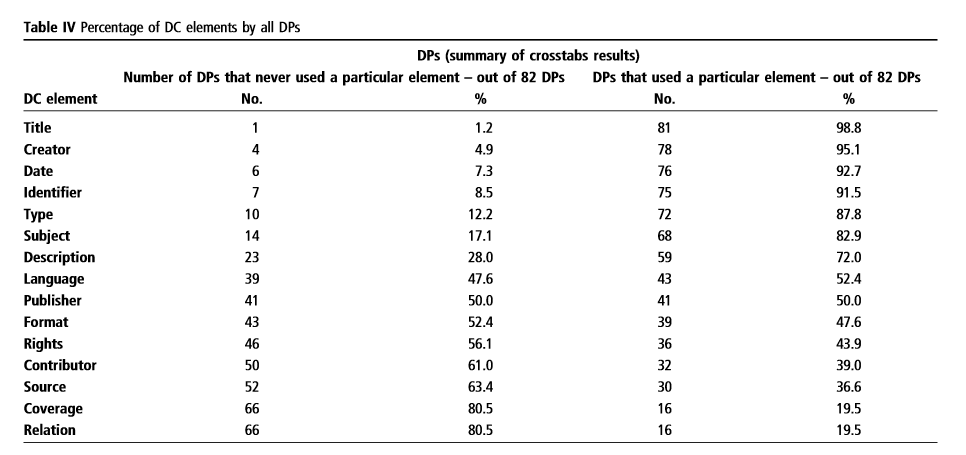 Table IV Percentage of DC elements by all DPs
DPs (summary of crosstabs results)
Number of DPs that never used a particular element – out of 82 DPs DPs that used a particular element – out of 82 DPs
DC element No. % No. %
Title 1 1.2 81 98.8
Creator 4 4.9 78 95.1
Date 6 7.3 76 92.7
Identifier 7 8.5 75 91.5
Type 10 12.2 72 87.8
Subject 14 17.1 68 82.9
Description 23 28.0 59 72.0
Language 39 47.6 43 52.4
Publisher 41 50.0 41 50.0
Format 43 52.4 39 47.6
Rights 46 56.1 36 43.9
Contributor 50 61.0 32 39.0
Source 52 63.4 30 36.6
Coverage 66 80.5 16 19.5
Relation 66 80.5 16 19.5